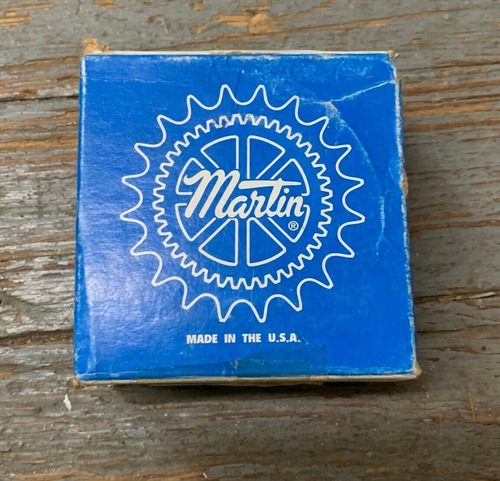 Martin ®
MADE IN THE U.S.A.